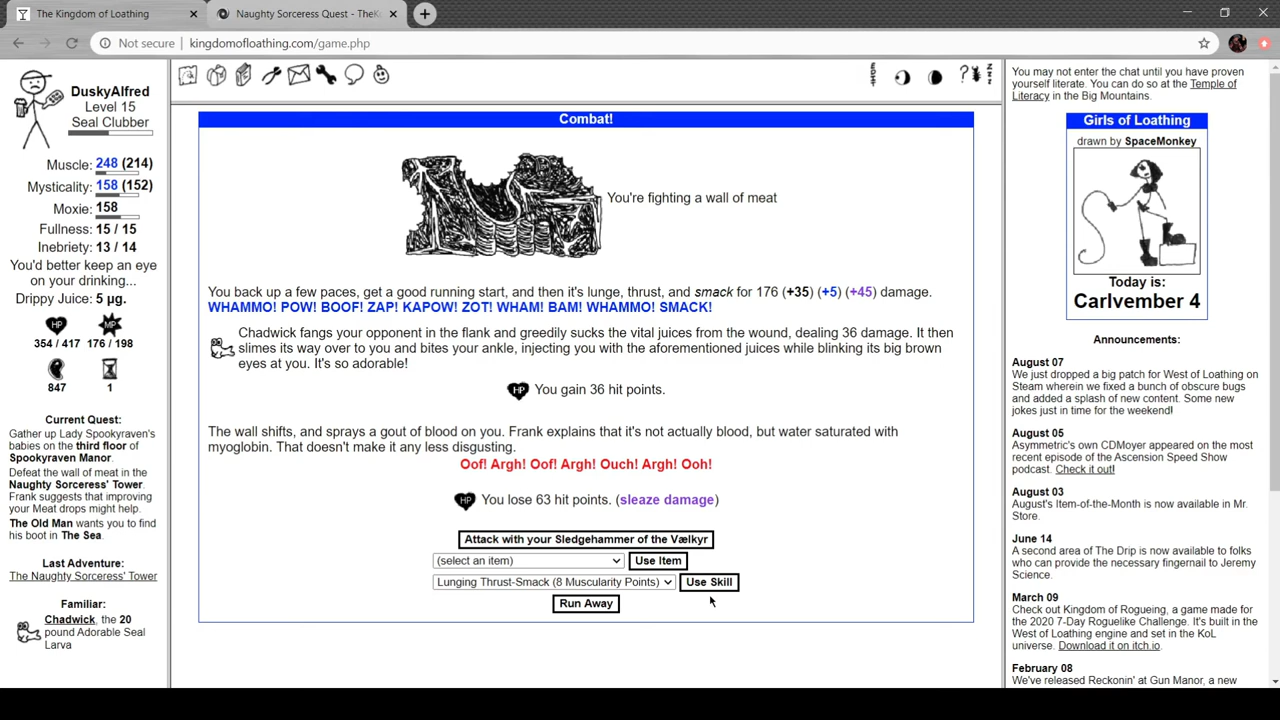 The Kingdom of Loathing
Naughty Sorceress Quest - TheK
Not secure
kingdomofloathing.com/game.php
DuskyAlfred
Level 15
Seal Clubber
Muscle: 248 (214)
Mysticality: 158 (152)
Moxie: 158
Fullness: 15 / 15
Inebriety: 13 / 14
You'd better keep an eye
on your drinking...
Drippy Juice: 5 µg.
HP
MP
354 / 417
176 / 198
847
1
Current Quest:
Gather up Lady Spookyraven's
babies on the third floor of
Spookyraven Manor.
Defeat the wall of meat in the
Naughty Sorceress' Tower.
Frank suggests that improving
your Meat drops might help.
The Old Man wants you to find
his boot in The Sea.
Last Adventure:
The Naughty Sorceress' Tower
Familiar:
Chadwick, the 20
pound Adorable Seal
Larva
Combat!
You're fighting a wall of meat
You back up a few paces, get a good running start, and then it's lunge, thrust, and smack for 176 (+35) (+5) (+45) damage.
WHAMMO! POW! BOOF! ZAP! KAPOW! ZOT! WHAM! BAM! WHAMMO! SMACK!
Chadwick fangs your opponent in the flank and greedily sucks the vital juices from the wound, dealing 36 damage. It then
slimes its way over to you and bites your ankle, injecting you with the aforementioned juices while blinking its big brown
eyes at you. It's so adorable!
HP
You gain 36 hit points.
The wall shifts, and sprays a gout of blood on you. Frank explains that it's not actually blood, but water saturated with
myoglobin. That doesn't make it any less disgusting.
Oof! Argh! Oof! Argh! Ouch! Argh! Ooh!
HP
You lose 63 hit points. (sleaze damage)
Attack with your Sledgehammer of the Vælkyr
(select an item)
Use Item
Lunging Thrust-Smack (8 Muscularity Points)
Use Skill
Run Away
You may not enter the chat until you have proven
yourself literate. You can do so at the Temple of
Literacy in the Big Mountains.
Girls of Loathing
drawn by SpaceMonkey
Today is:
Carlvember 4
Announcements:
August 07
We just dropped a big patch for West of Loathing on
Steam wherein we fixed a bunch of obscure bugs
and added a splash of new content. Some new
jokes just in time for the weekend!
August 05
Asymmetric's own CDMoyer appeared on the most
recent episode of the Ascension Speed Show
podcast. Check it out!
August 03
August's Item-of-the-Month is now available in Mr.
Store.
June 14
A second area of The Drip is now available to folks
who can provide the necessary fingernail to Jeremy
Science.
March 09
Check out Kingdom of Rogueing, a game made for
the 2020 7-Day Roguelike Challenge. It's built in the
West of Loathing engine and set in the KoL
universe. Download it on itch.io.
February 08
We've released Reckonin' at Gun Manor, a new